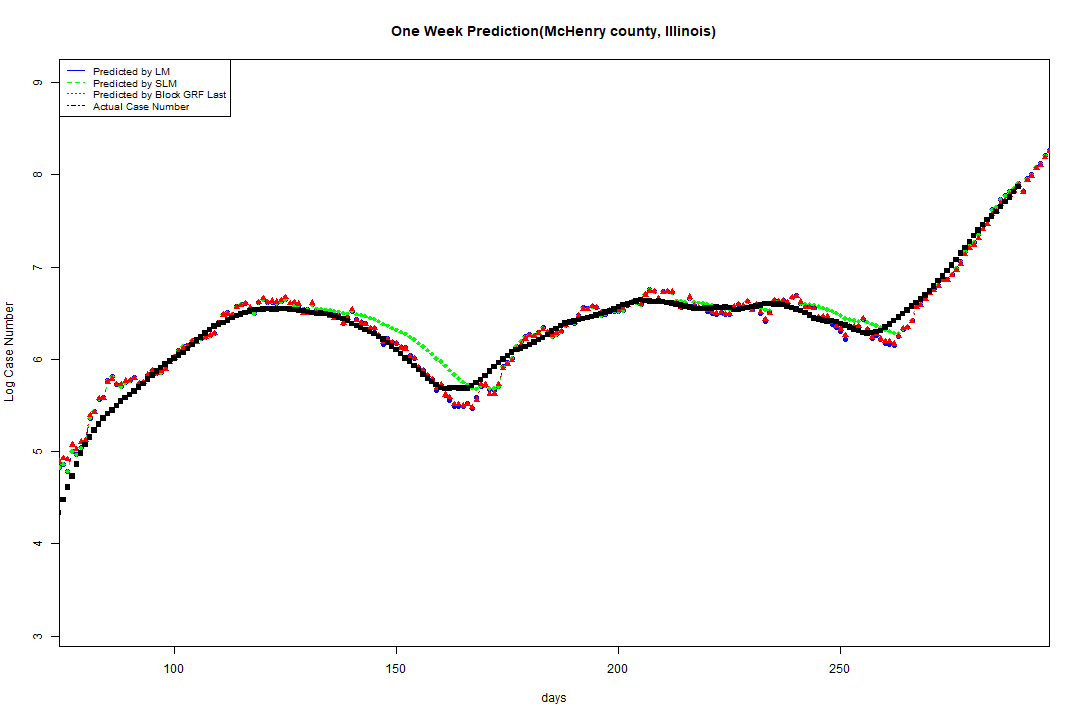 One Week Prediction(McHenry county, Illinois)
Predicted by LM
Predicted by SLM
Predicted by Block GRF Last
Actual Case Number
9
8
7
6
5
4
3
Log Case Number
100
150
200
250
days